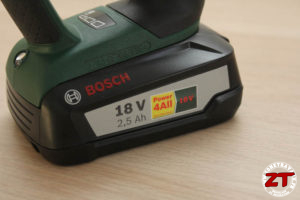 BOSCH
18 V
2,5 Ah
Power
4All
18V
ZT